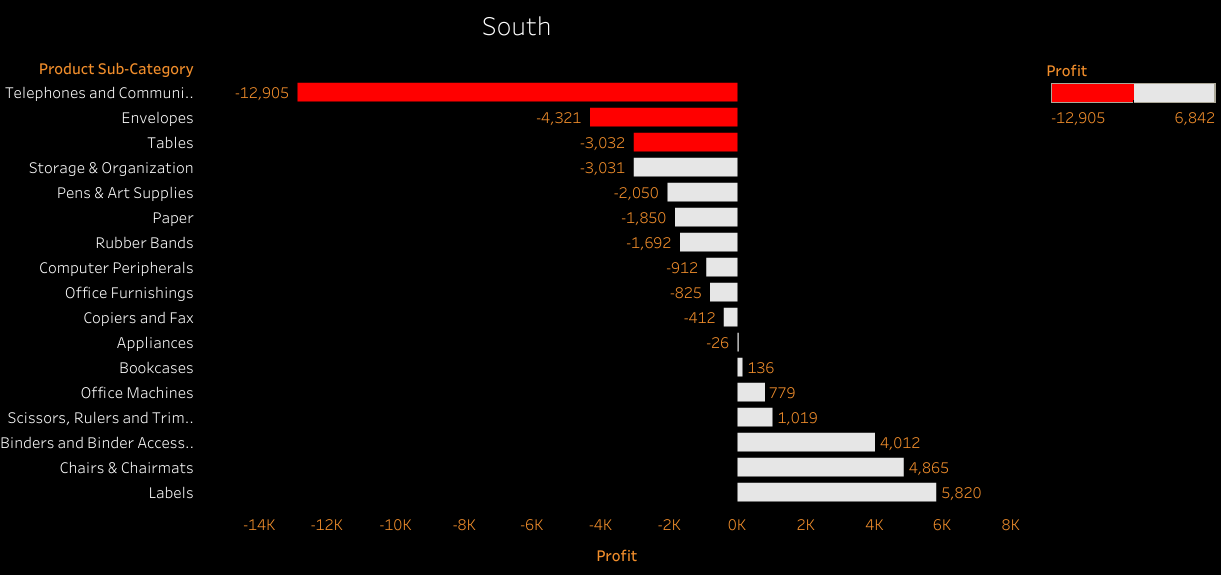 South
Product Sub-Category
Profit
Telephones and Communi.. -12,905
-12,905 6,842
Envelopes -4,321
Tables -3,032
Storage & Organization -3,031
Pens & Art Supplies -2,050
Paper -1,850
Rubber Bands -1,692
Computer Peripherals -912
Office Furnishings -825
Copiers and Fax -412
Appliances -26
Bookcases 136
Office Machines 779
Scissors, Rulers and Trim.. 1,019
Binders and Binder Access.. 4,012
Chairs & Chairmats 4,865
Labels 5,820
-14K -12K -10K -8K -6K -4K -2K 0K 2K 4K 6K 8K
Profit